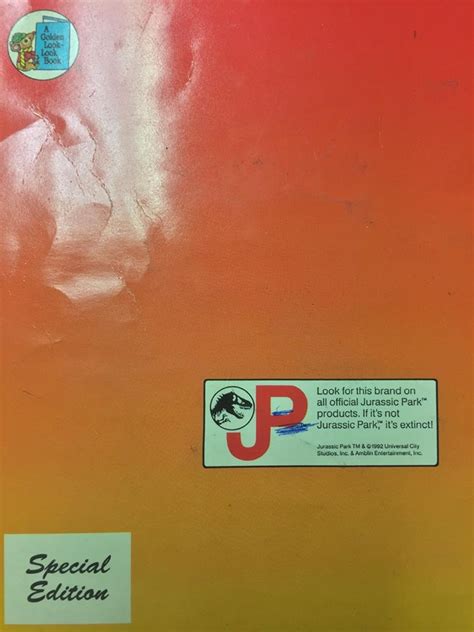 A
Golden
Look-
Look
Book
JP
Look for this brand on
all official Jurassic Park™
products. If it's not
Jurassic Park,™ it's extinct!
Jurassic Park TM & ©1992 Universal City
Studios, Inc. & Amblin Entertainment, Inc.
Special
Edition